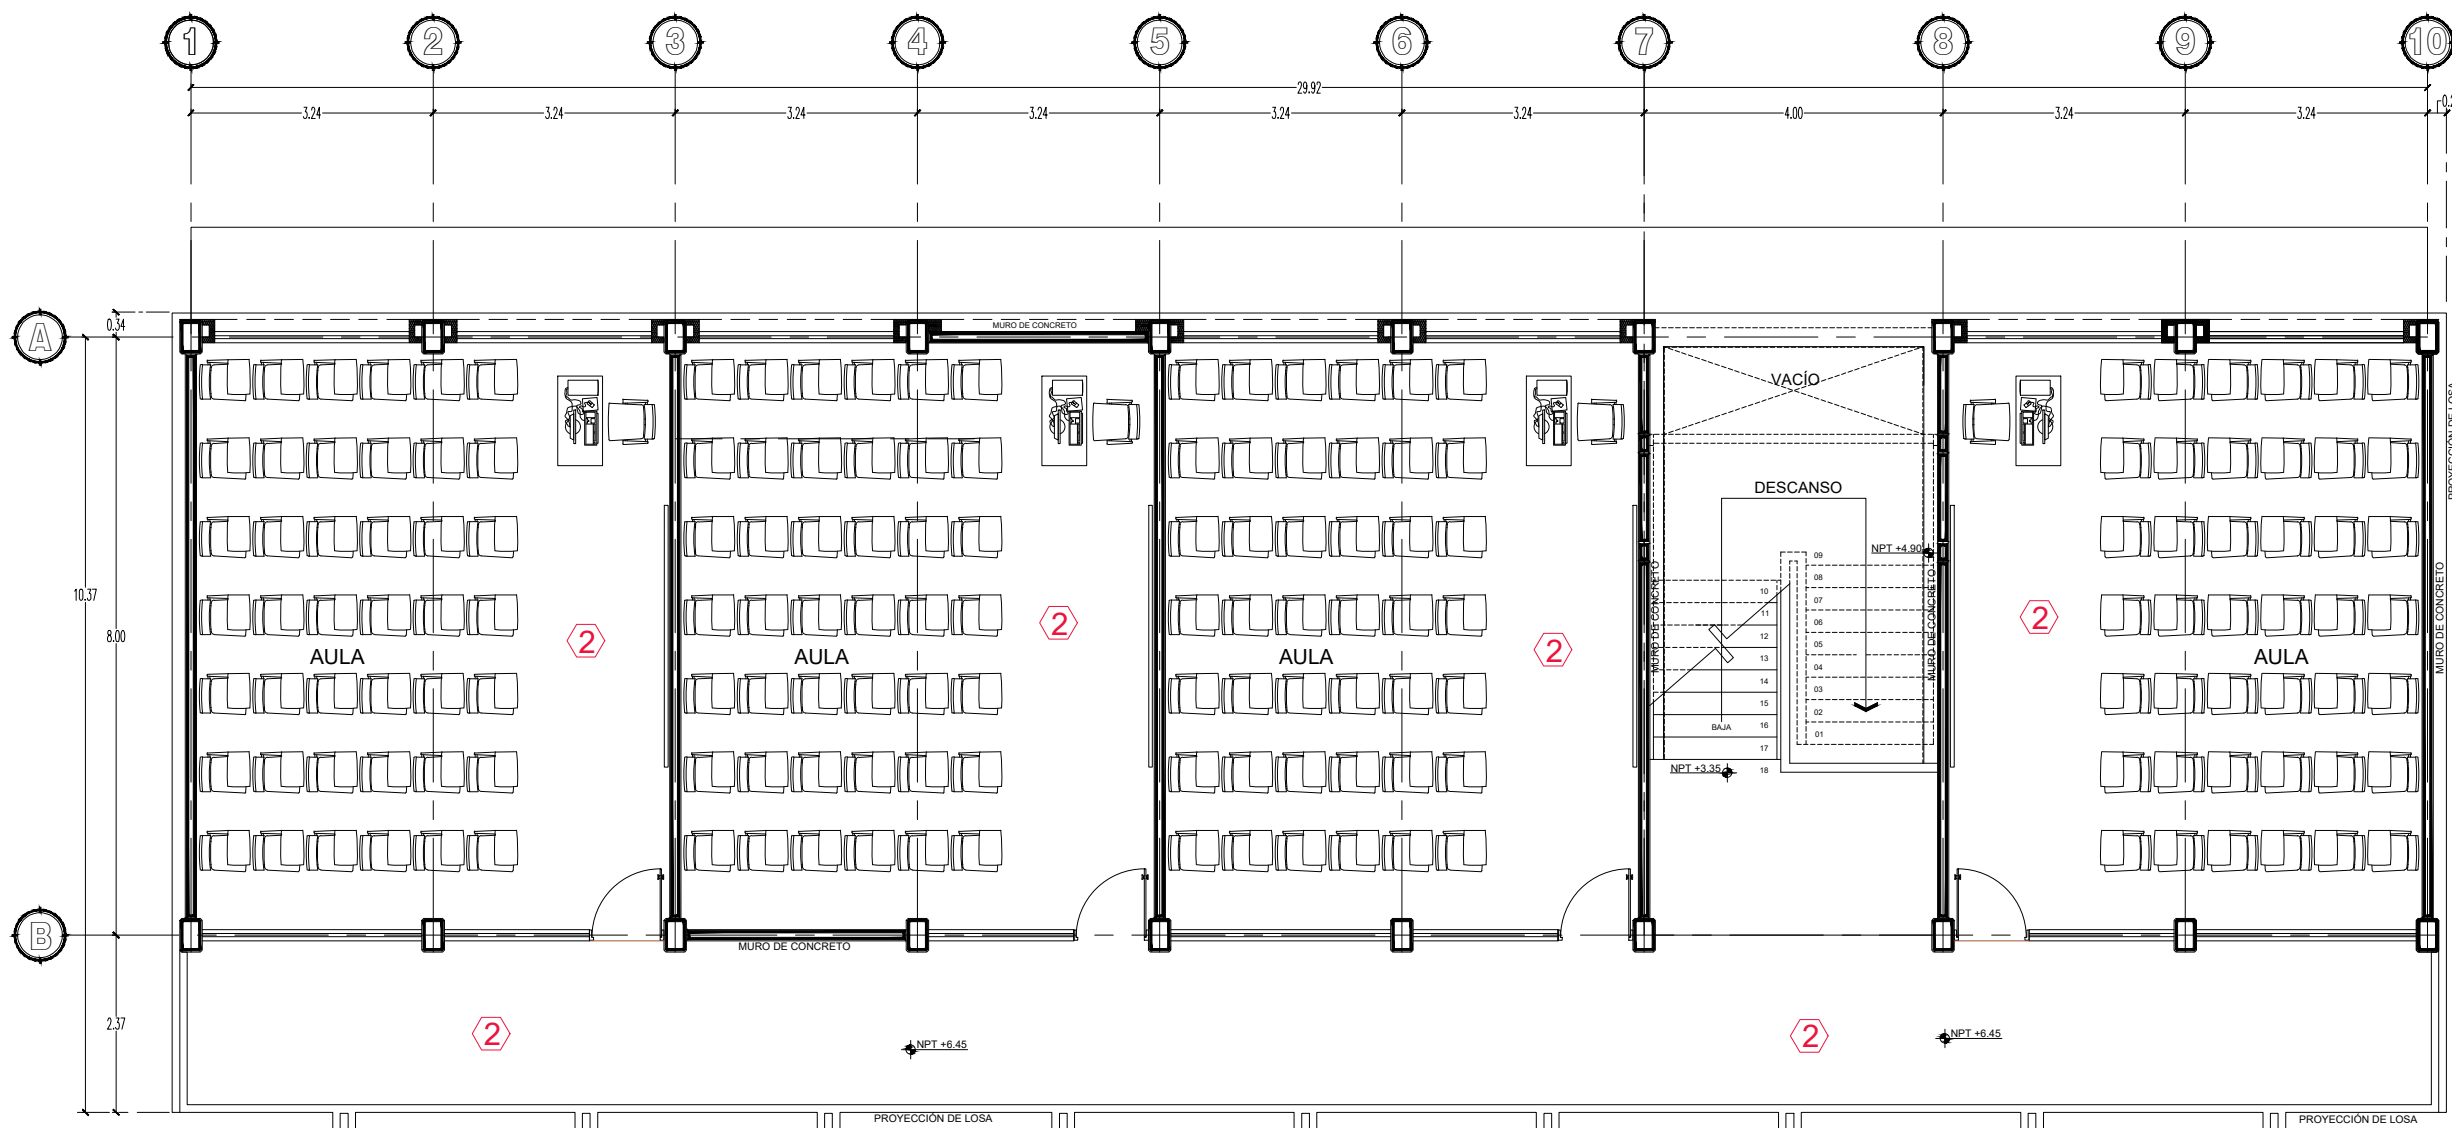 1 2 3 4 5 6 7 8 9 10
29.92
3.24 3.24 3.24 3.24 3.24 3.24 4.00 3.24 3.24
A
0.34
MURO DE CONCRETO
VACÍO
PROYECCIÓN DE LOSA
DESCANSO
NPT +4.90
09
08
07
06
05
04
03
02
01
10
11
12
13
14
15
16
17
18
BAJA
NPT +3.35
MURO DE CONCRETO
MURO DE CONCRETO
MURO DE CONCRETO
10.37
8.00
2 2 2 2
AULA AULA AULA AULA
B
MURO DE CONCRETO
2.37
2 2
NPT +6.45 NPT +6.45
PROYECCIÓN DE LOSA PROYECCIÓN DE LOSA